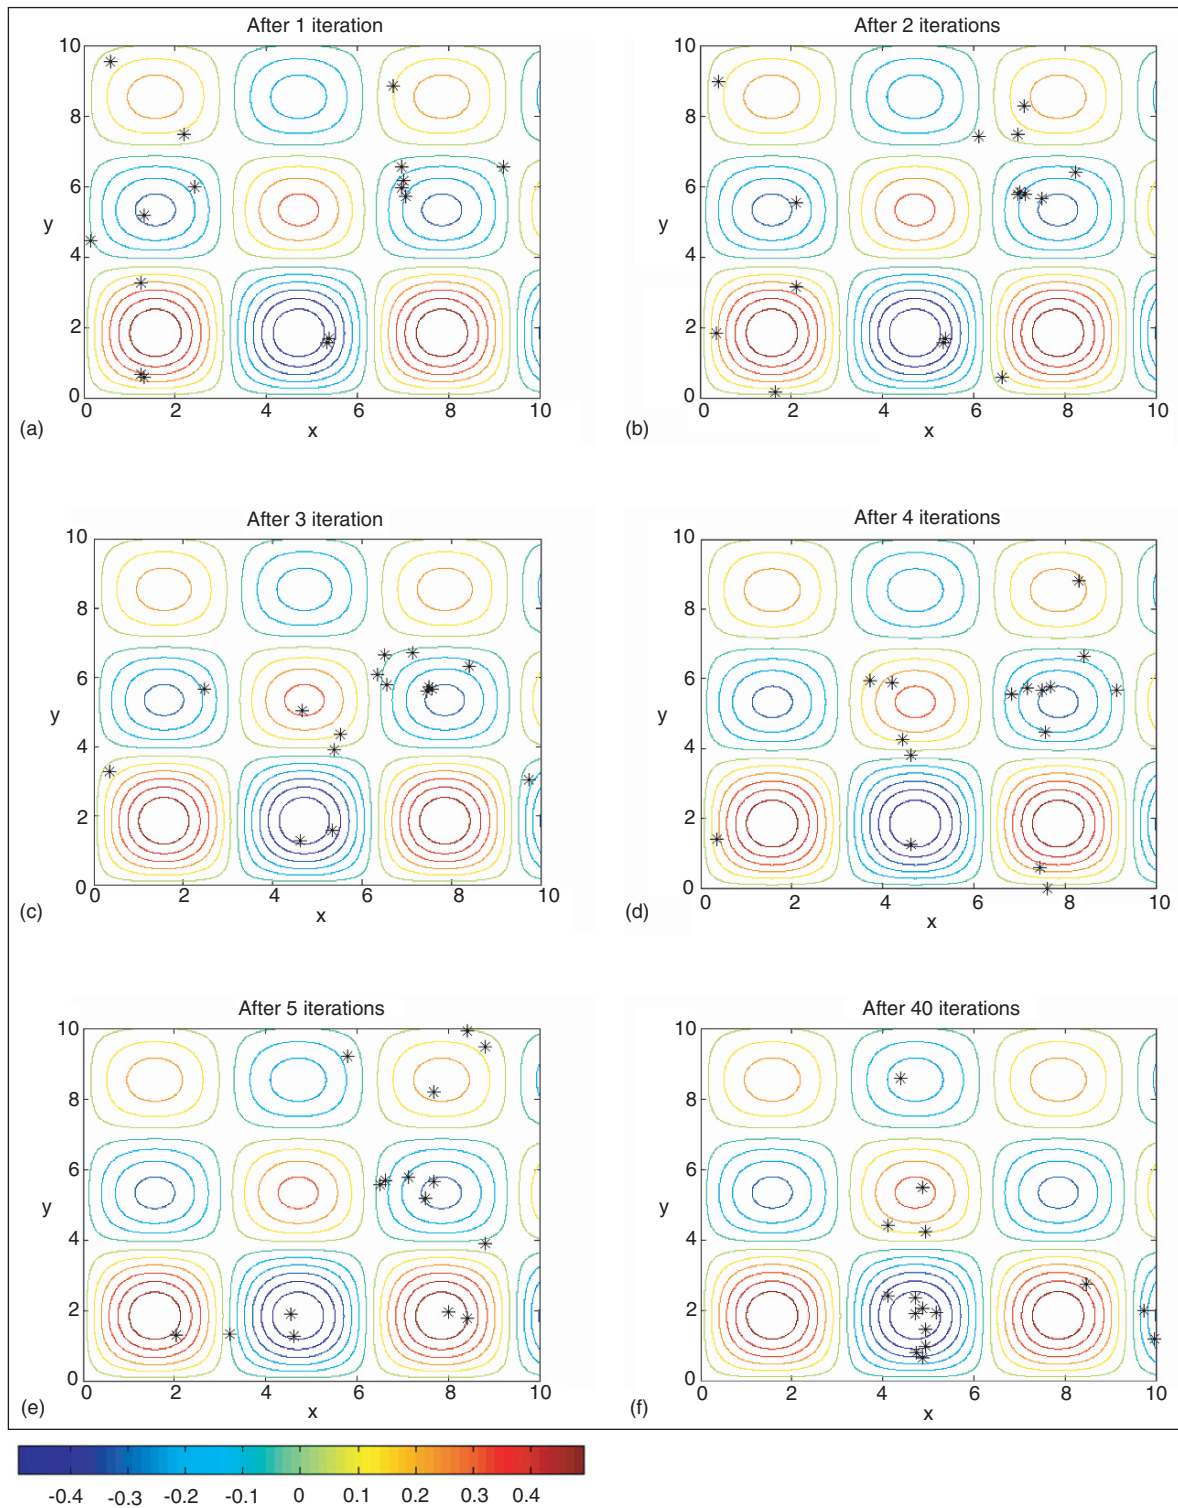 After 1 iteration
After 2 iterations
10
8
6
y
4
2
0
0 2 4 6 8 10
x
(a)
10
8
6
y
4
2
0
0 2 4 6 8 10
x
(b)
After 3 iteration
After 4 iterations
10
8
6
y
4
2
0
0 2 4 6 8 10
x
(c)
10
8
6
y
4
2
0
0 2 4 6 8 10
x
(d)
After 5 iterations
After 40 iterations
10
8
6
y
4
2
0
0 2 4 6 8 10
x
(e)
10
8
6
y
4
2
0
0 2 4 6 8 10
x
(f)
-0.4 -0.3 -0.2 -0.1 0 0.1 0.2 0.3 0.4